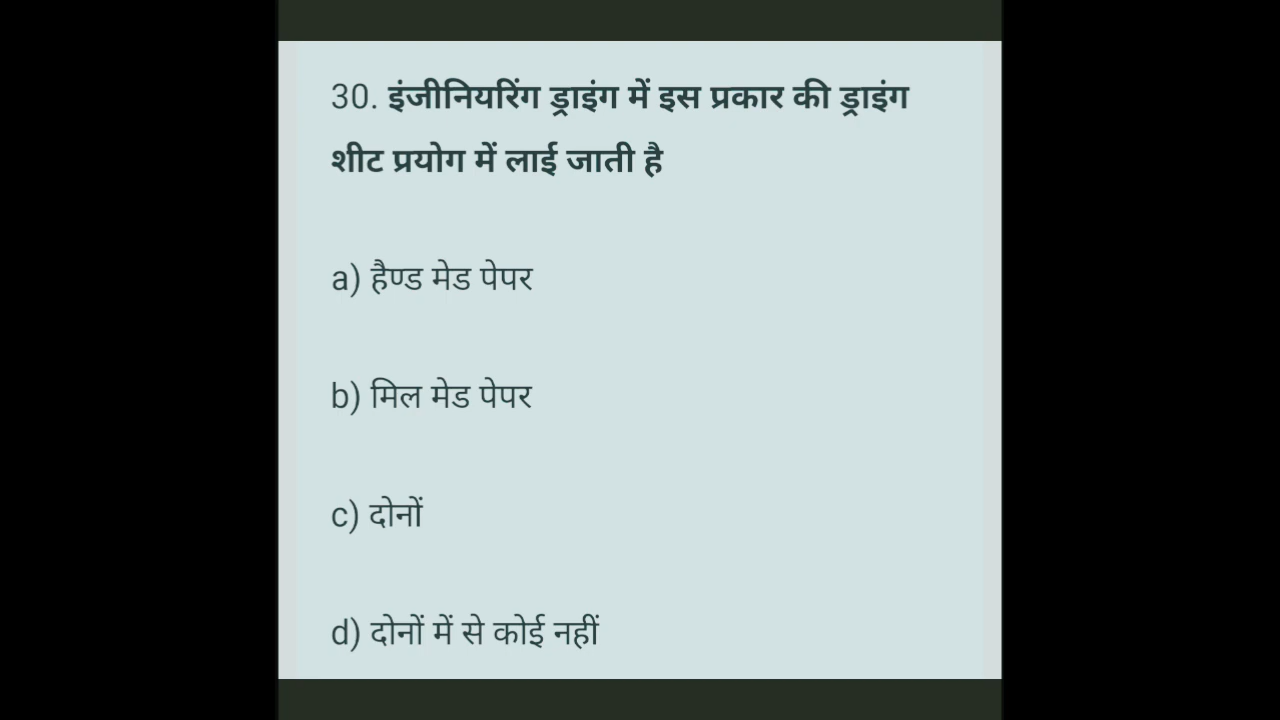 30. इंजीनियरिंग ड्राइंग में इस प्रकार की ड्राइंग
शीट प्रयोग में लाई जाती है
a) हैण्ड मेड पेपर
b) मिल मेड पेपर
c) दोनों
d) दोनों में से कोई नहीं